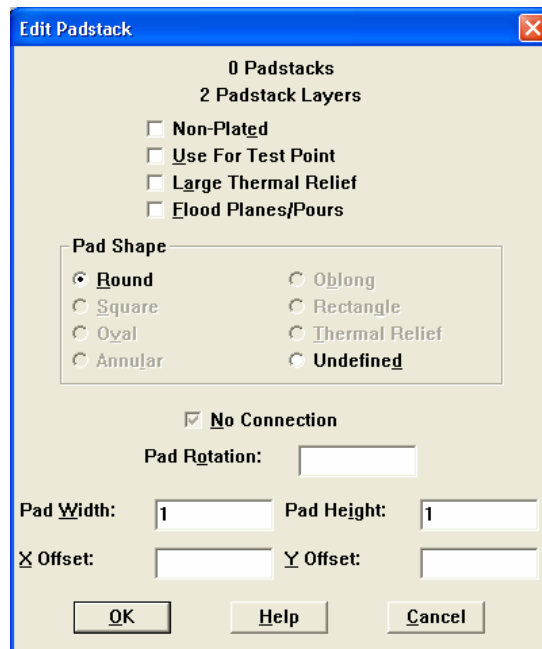 Edit Padstack
0 Padstacks
2 Padstack Layers
Non-Plated
Use For Test Point
Large Thermal Relief
Flood Planes/Pours
Pad Shape
Round Oblong
Square Rectangle
Oval Thermal Relief
Annular Undefined
No Connection
Pad Rotation:
Pad Width: 1 Pad Height: 1
X Offset: Y Offset:
OK Help Cancel